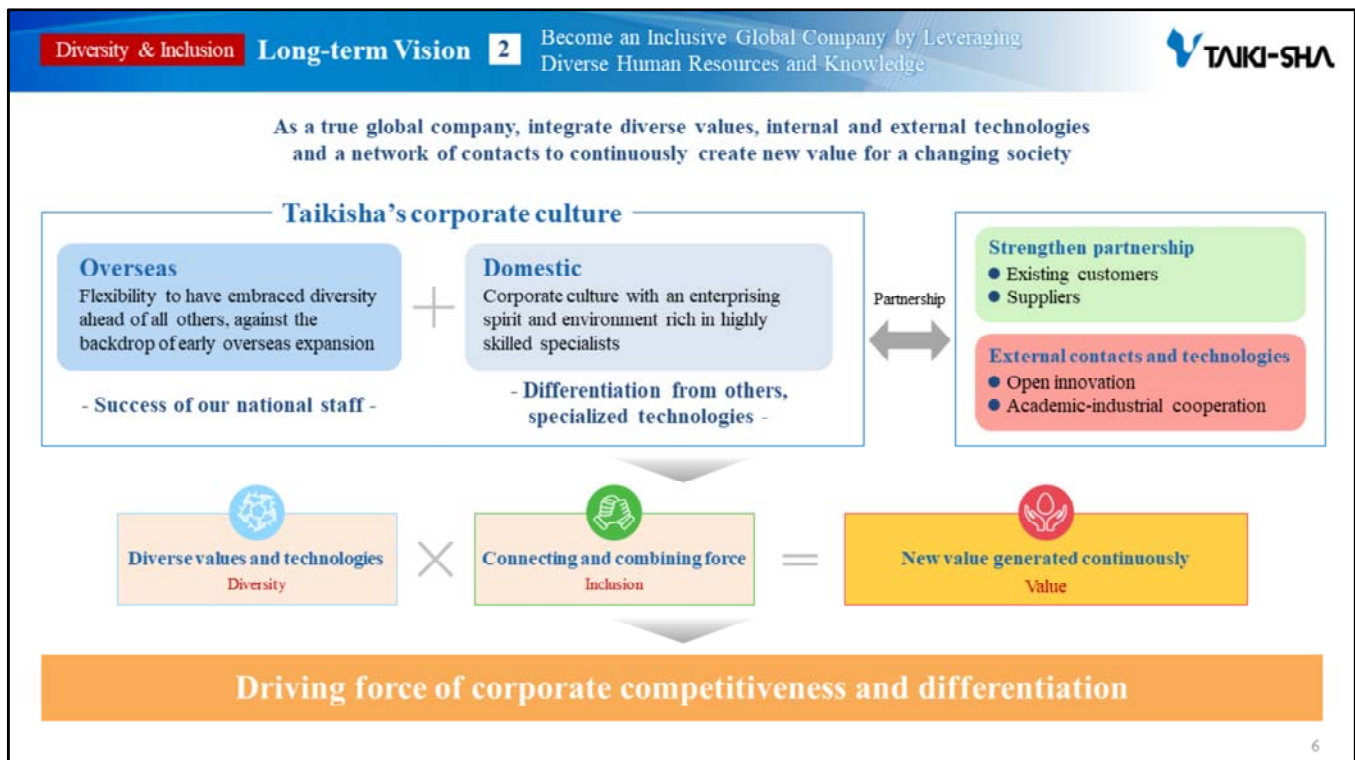 Diversity & Inclusion
Long-term Vision 2
Become an Inclusive Global Company by Leveraging
Diverse Human Resources and Knowledge
TAIKI-SHA
As a true global company, integrate diverse values, internal and external technologies
and a network of contacts to continuously create new value for a changing society
Taikisha's corporate culture
Overseas
Flexibility to have embraced diversity
ahead of all others, against the
backdrop of early overseas expansion
- Success of our national staff -
+
Domestic
Corporate culture with an enterprising
spirit and environment rich in highly
skilled specialists
- Differentiation from others,
specialized technologies -
Partnership
Strengthen partnership
● Existing customers
● Suppliers
External contacts and technologies
● Open innovation
● Academic-industrial cooperation
Diverse values and technologies
Diversity
×
Connecting and combining force
Inclusion
=
New value generated continuously
Value
Driving force of corporate competitiveness and differentiation
6